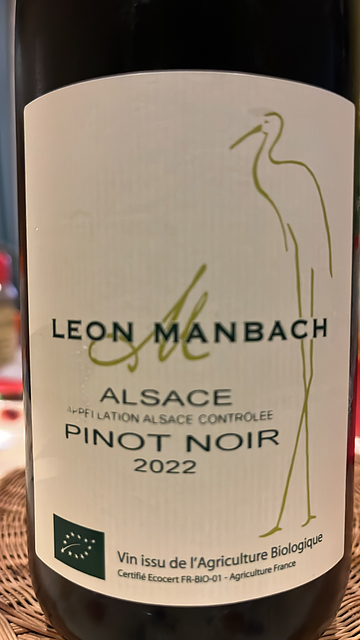 M
LEON MANBACH
ALSACE
APPELLATION ALSACE CONTRÔLÉE
PINOT NOIR
2022
Vin issu de l'Agriculture Biologique
Certifié Ecocert FR-BIO-01 - Agriculture France